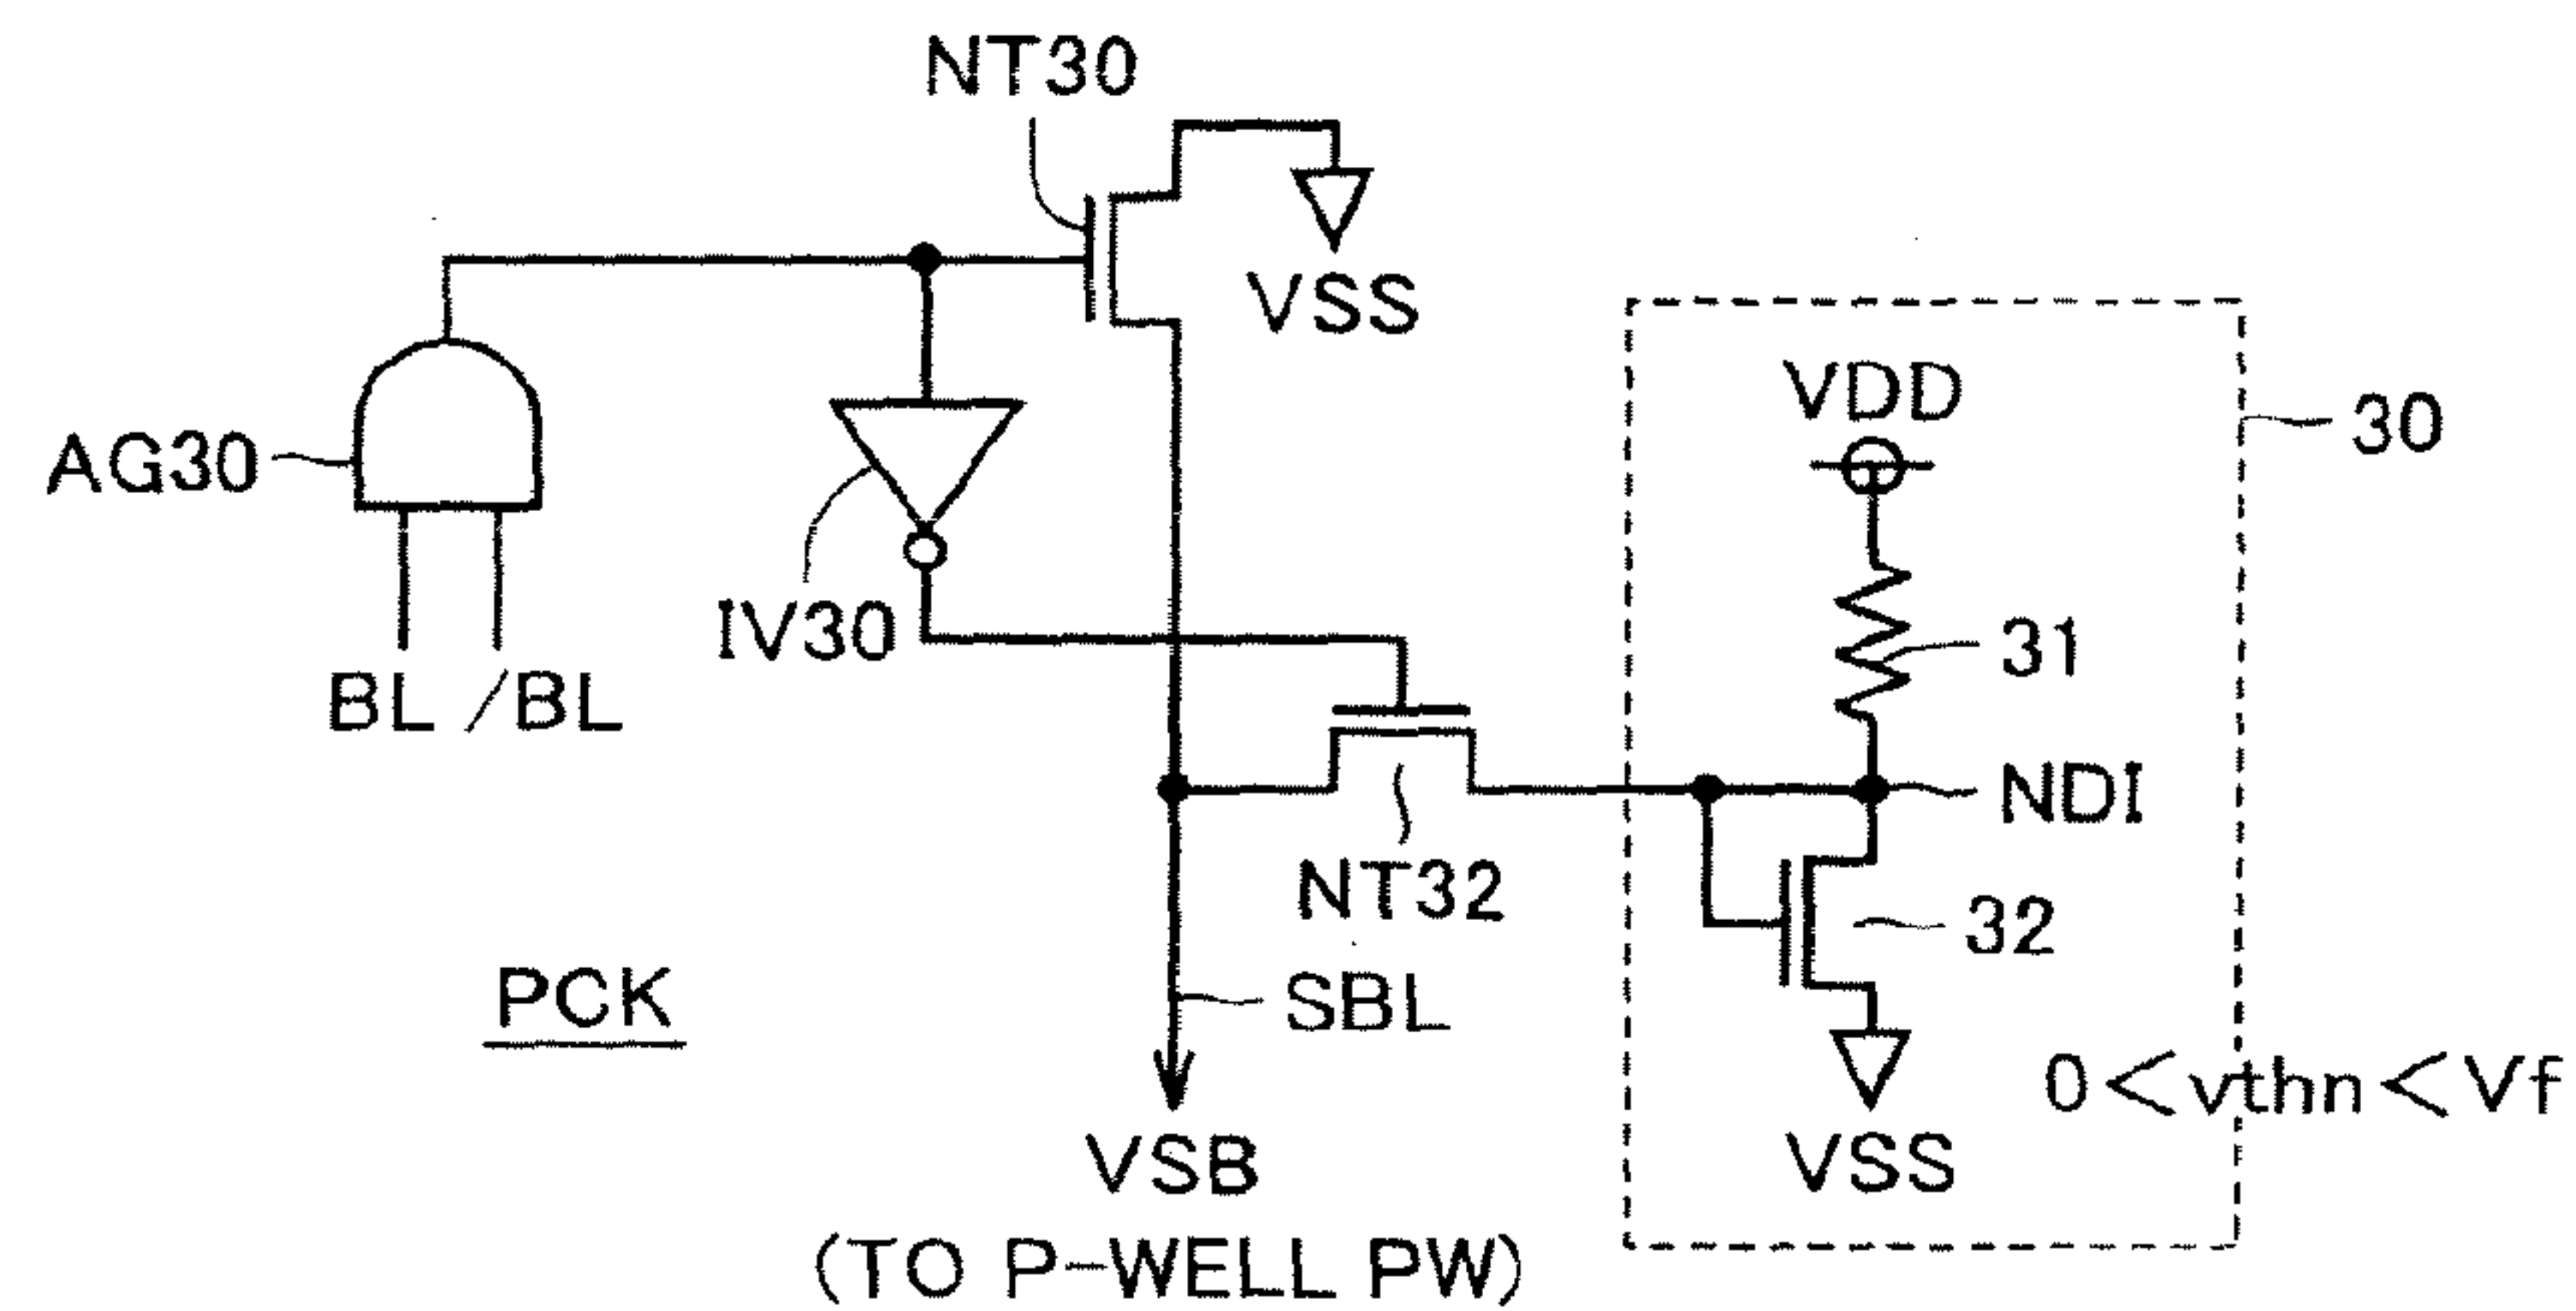 NT30
VSS
VDD
30
AG30
IV30
31
BL /BL
NDI
NT32
32
PCK
SBL
0<vthn<Vf
VSB
VSS
(TO P-WELL PW)